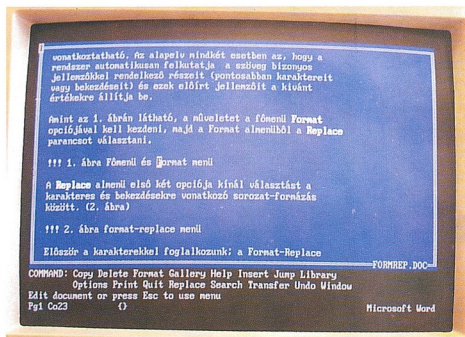 vonatkoztatható. Az alapelv mindkét esetben az, hogy a
rendszer automatikusan felkutatja a szöveg bizonyos
jellemzőkkel rendelkező részeit (pontosabban karaktereit
vagy bekezdéseit) és ezek előírt jellemzőit a kívánt
értékekre állítja be.
Amint az 1. ábrán látható, a műveletet a főmenü Format
opciójával kell kezdeni, majd a Format almenüből a Replace
parancsot választani.
!!! 1. ábra Főmenü és Format menü
A Replace almenü első két opciója kínál választást a
karakteres és bekezdésekre vonatkozó sorozat-formázás
között. (2. ábra)
!!! 2. ábra format-replace menü
Először a karakterekkel foglalkozunk; a Format-Replace
FORMREP.DOC
COMMAND: Copy Delete Format Gallery Help Insert Jump Library
Options Print Quit Replace Search Transfer Undo Window
Edit document or press Esc to use menu
Pg1 Co23 {} Microsoft Word